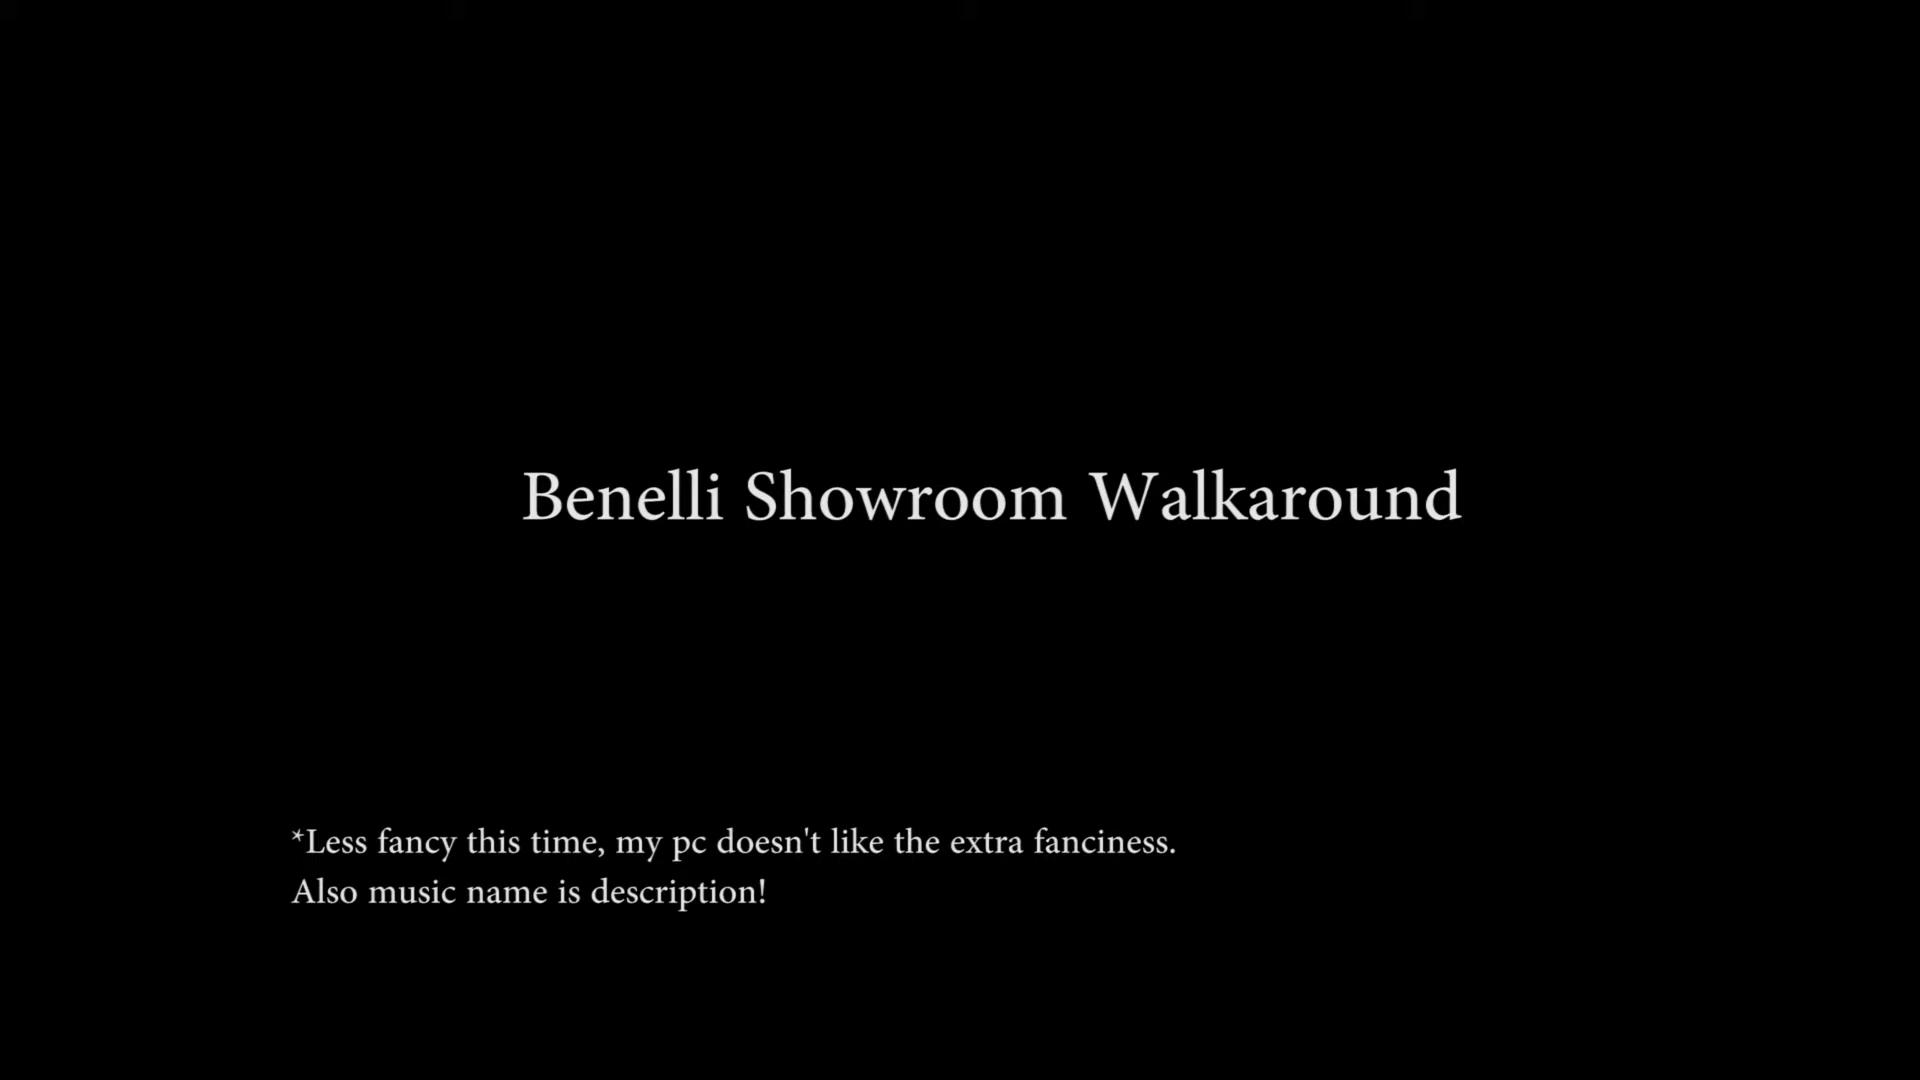 Benelli Showroom Walkaround
*Less fancy this time, my pc doesn't like the extra fanciness.
Also music name is description!